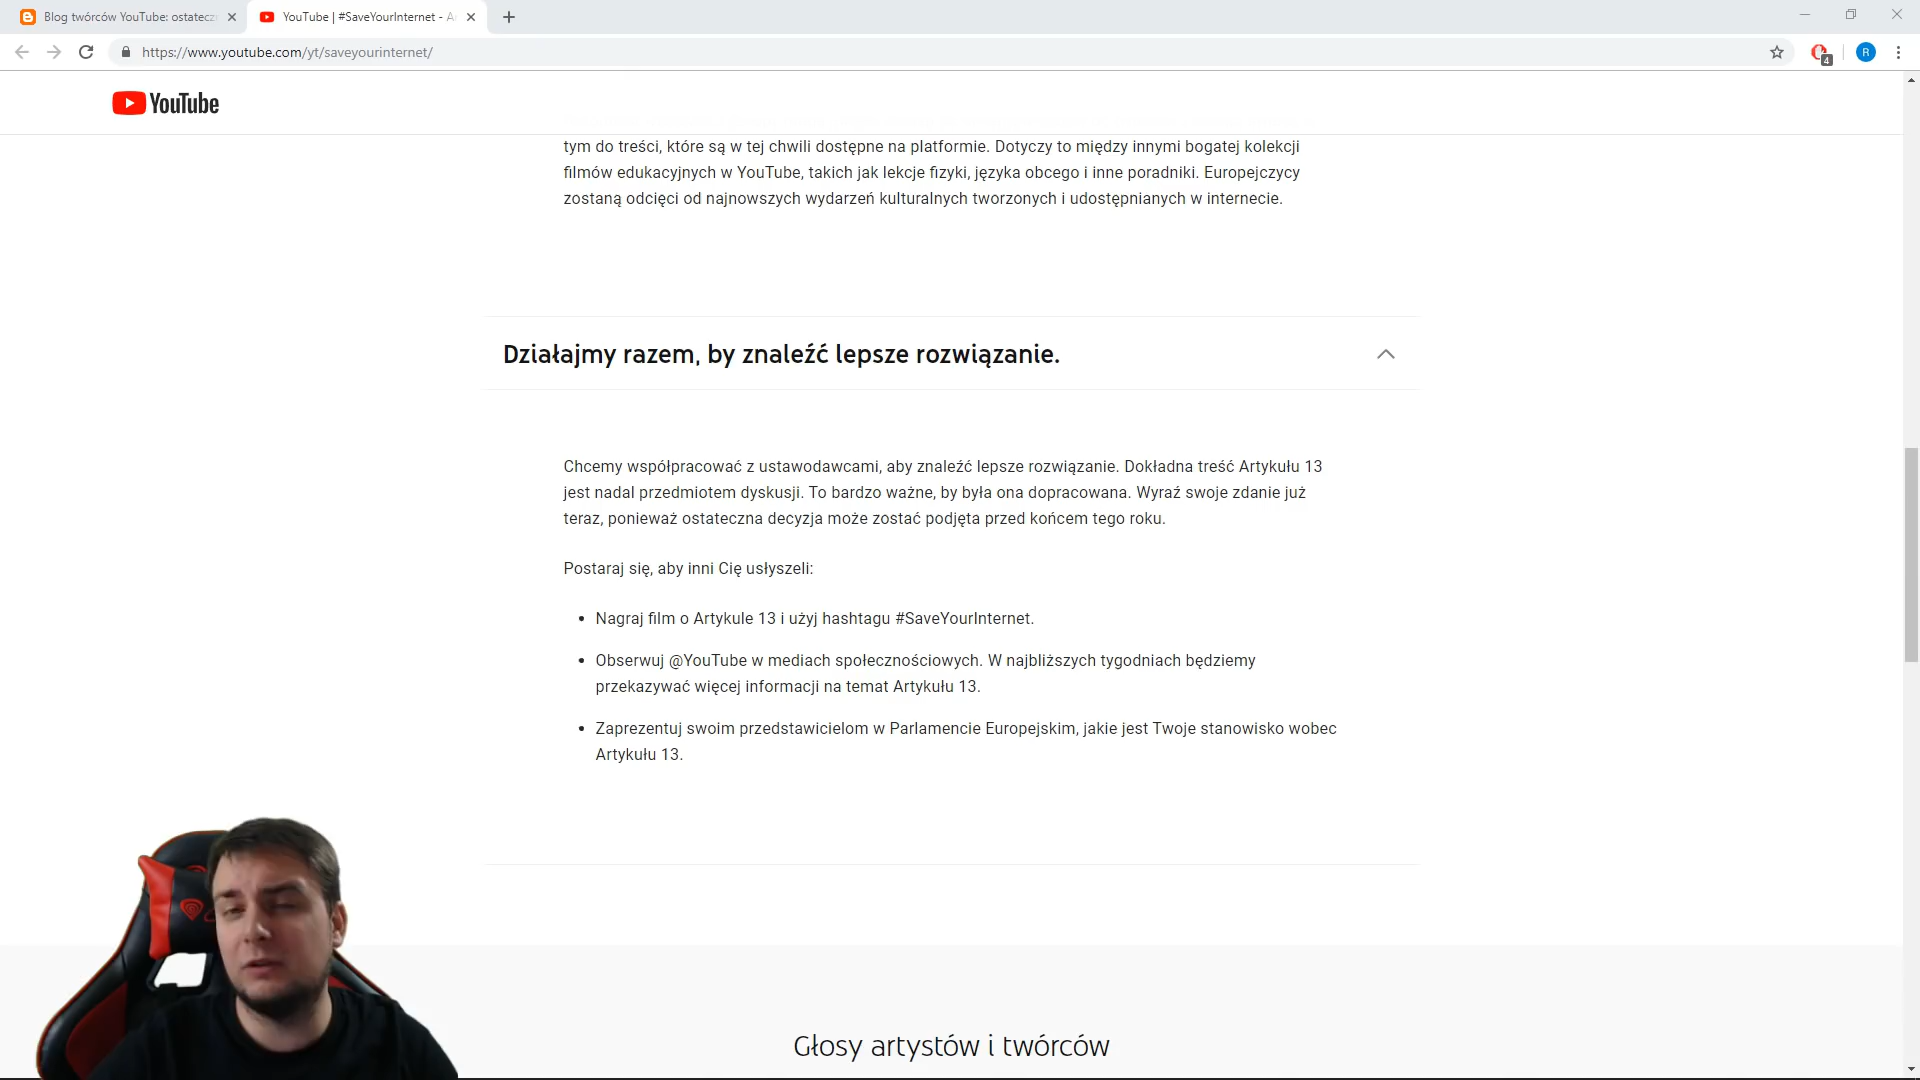 Blog twórców YouTube: ostatecz
YouTube | #SaveYourInternet - A
https://www.youtube.com/yt/saveyourinternet/
4
R
YouTube
tym do treści, które są w tej chwili dostępne na platformie. Dotyczy to między innymi bogatej kolekcji
filmów edukacyjnych w YouTube, takich jak lekcje fizyki, języka obcego i inne poradniki. Europejczycy
zostaną odcięci od najnowszych wydarzeń kulturalnych tworzonych i udostępnianych w internecie.
Działajmy razem, by znaleźć lepsze rozwiązanie.
Chcemy współpracować z ustawodawcami, aby znaleźć lepsze rozwiązanie. Dokładna treść Artykułu 13
jest nadal przedmiotem dyskusji. To bardzo ważne, by była ona dopracowana. Wyraź swoje zdanie już
teraz, ponieważ ostateczna decyzja może zostać podjęta przed końcem tego roku.
Postaraj się, aby inni Cię usłyszeli:
• Nagraj film o Artykule 13 i użyj hashtagu #SaveYourInternet.
• Obserwuj @YouTube w mediach społecznościowych. W najbliższych tygodniach będziemy
przekazywać więcej informacji na temat Artykułu 13.
• Zaprezentuj swoim przedstawicielom w Parlamencie Europejskim, jakie jest Twoje stanowisko wobec
Artykułu 13.
Głosy artystów i twórców